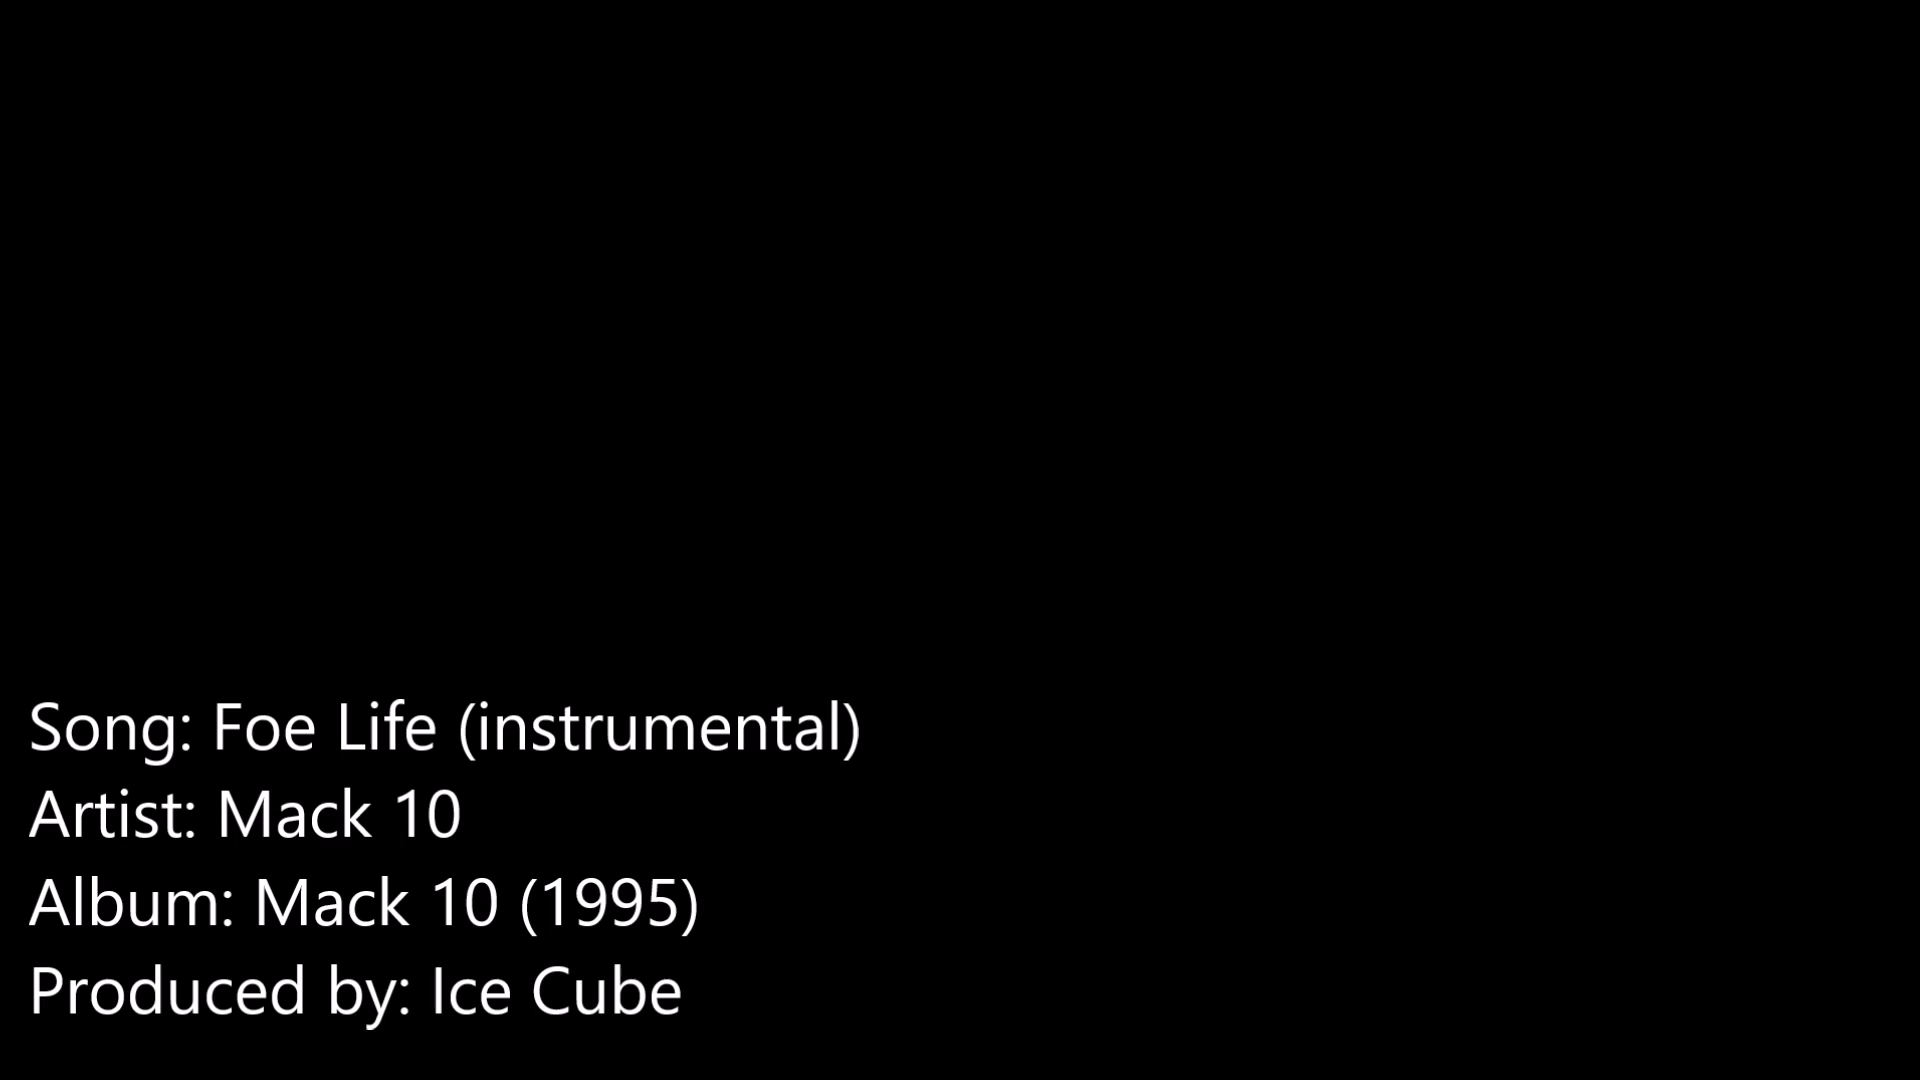 Song: Foe Life (instrumental)
Artist: Mack 10
Album: Mack 10 (1995)
Produced by: Ice Cube